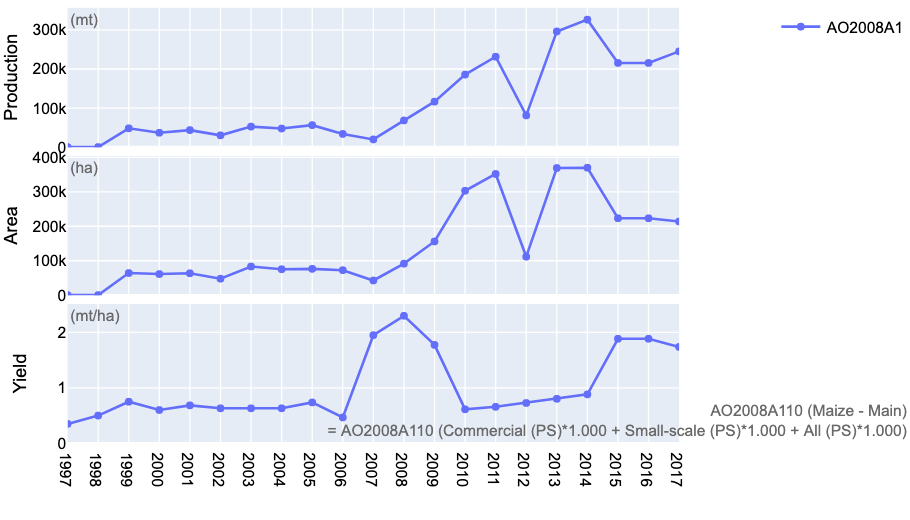 (mt)
AO2008A1
Production
300k
200k
100k
0
(ha)
Area
400k
300k
200k
100k
0
(mt/ha)
Yield
2
1
0
AO2008A110 (Maize - Main)
= AO2008A110 (Commercial (PS)*1.000 + Small-scale (PS)*1.000 + All (PS)*1.000)
1997
1998
1999
2000
2001
2002
2003
2004
2005
2006
2007
2008
2009
2010
2011
2012
2013
2014
2015
2016
2017